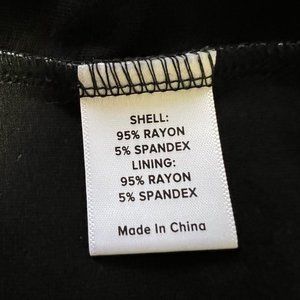 SHELL:
95% RAYON
5% SPANDEX
LINING:
95% RAYON
5% SPANDEX
Made In China